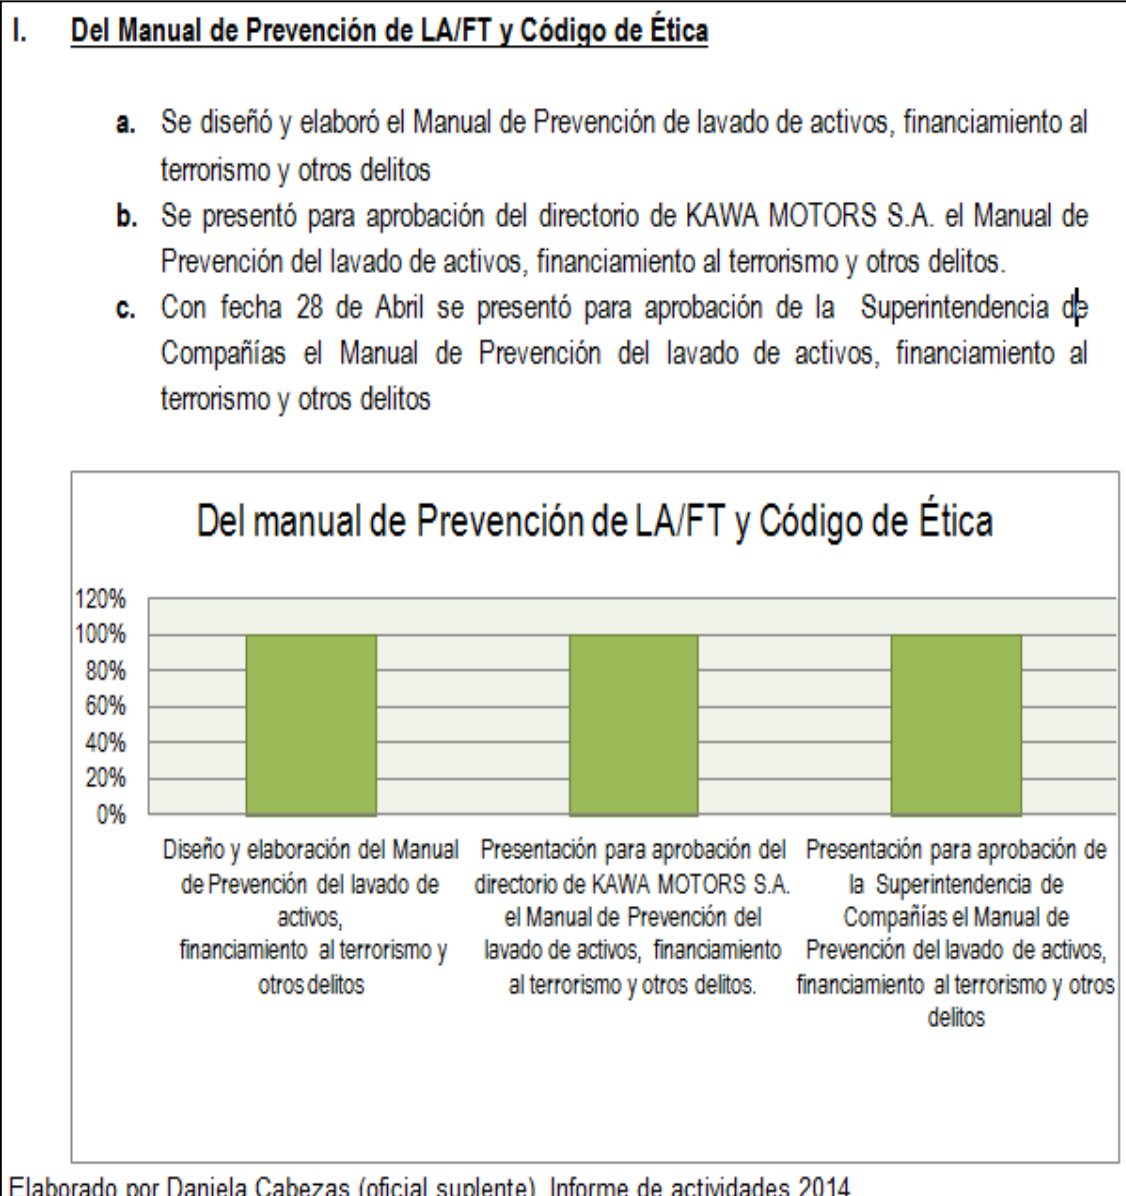 I. Del Manual de Prevención de LA/FT y Código de Ética
a. Se diseñó y elaboró el Manual de Prevención de lavado de activos, financiamiento al
terrorismo y otros delitos
b. Se presentó para aprobación del directorio de KAWA MOTORS S.A. el Manual de
Prevención del lavado de activos, financiamiento al terrorismo y otros delitos.
c. Con fecha 28 de Abril se presentó para aprobación de la Superintendencia de
Compañías el Manual de Prevención del lavado de activos, financiamiento al
terrorismo y otros delitos
Del manual de Prevención de LA/FT y Código de Ética
120%
100%
80%
60%
40%
20%
0%
Diseño y elaboración del Manual
de Prevención del lavado de
activos,
financiamiento al terrorismo y
otros delitos
Presentación para aprobación del
directorio de KAWA MOTORS S.A.
el Manual de Prevención del
lavado de activos, financiamiento
al terrorismo y otros delitos.
Presentación para aprobación de
la Superintendencia de
Compañías el Manual de
Prevención del lavado de activos,
financiamiento al terrorismo y otros
delitos
Elaborado por Daniela Cabezas (oficial suplente) Informe de actividades 2014